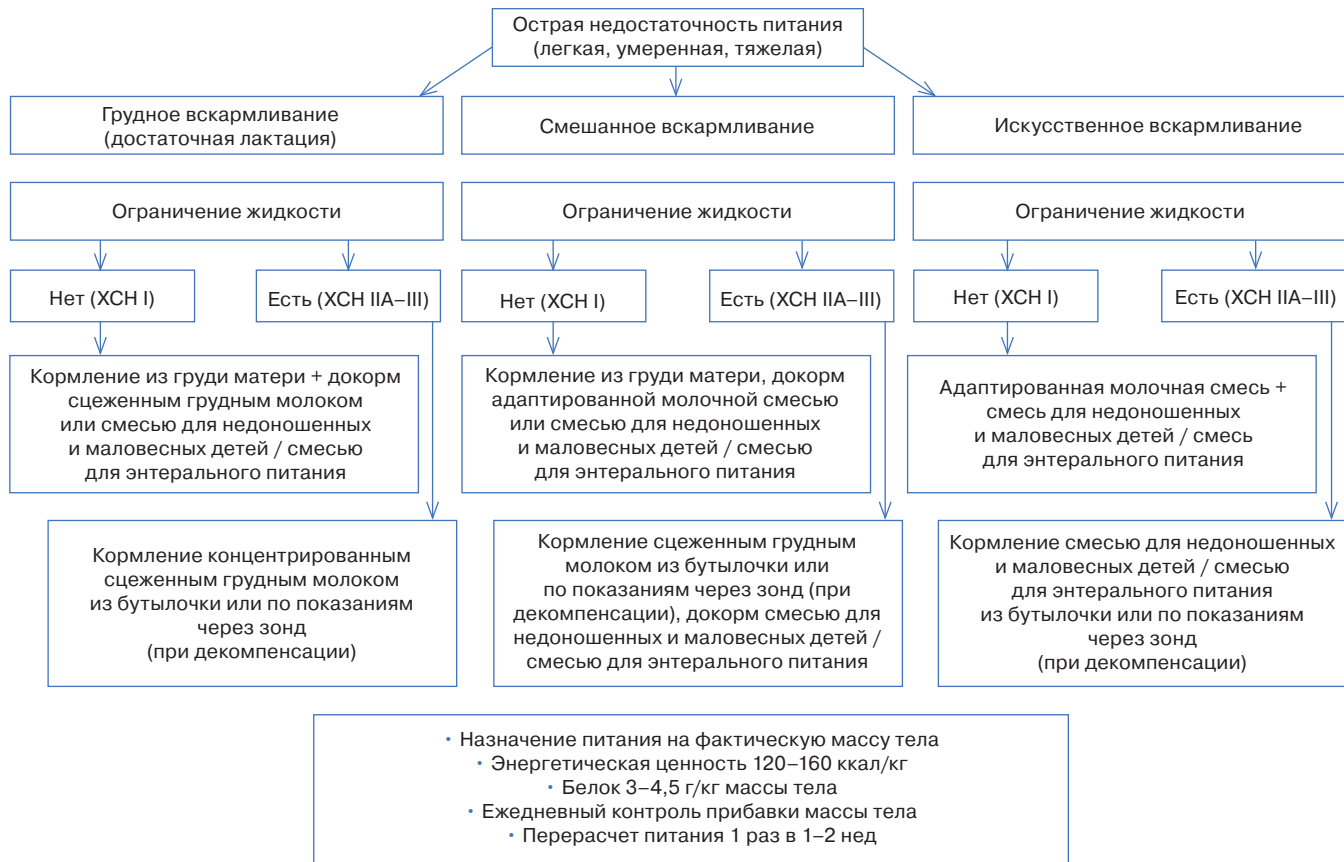 Острая недостаточность питания
(легкая, умеренная, тяжелая)
Грудное вскармливание
(достаточная лактация)
Смешанное вскармливание
Искусственное вскармливание
Ограничение жидкости
Ограничение жидкости
Ограничение жидкости
Нет (ХСН I)
Есть (ХСН IIА–III)
Нет (ХСН I)
Есть (ХСН IIА–III)
Нет (ХСН I)
Есть (ХСН IIА–III)
Кормление из груди матери + докорм
сцеженным грудным молоком
или смесью для недоношенных
и маловесных детей / смесью
для энтерального питания
Кормление из груди матери, докорм
адаптированной молочной смесью
или смесью для недоношенных
и маловесных детей / смесью
для энтерального питания
Адаптированная молочная смесь +
смесь для недоношенных
и маловесных детей / смесь
для энтерального питания
Кормление концентрированным
сцеженным грудным молоком
из бутылочки или по показаниям
через зонд
(при декомпенсации)
Кормление сцеженным грудным
молоком из бутылочки или
по показаниям через зонд (при
декомпенсации), докорм смесью для
недоношенных и маловесных детей /
смесью для энтерального питания
Кормление смесью для недоношенных
и маловесных детей / смесью
для энтерального питания
из бутылочки или по показаниям
через зонд
(при декомпенсации)
• Назначение питания на фактическую массу тела
• Энергетическая ценность 120–160 ккал/кг
• Белок 3–4,5 г/кг массы тела
• Ежедневный контроль прибавки массы тела
• Перерасчет питания 1 раз в 1–2 нед